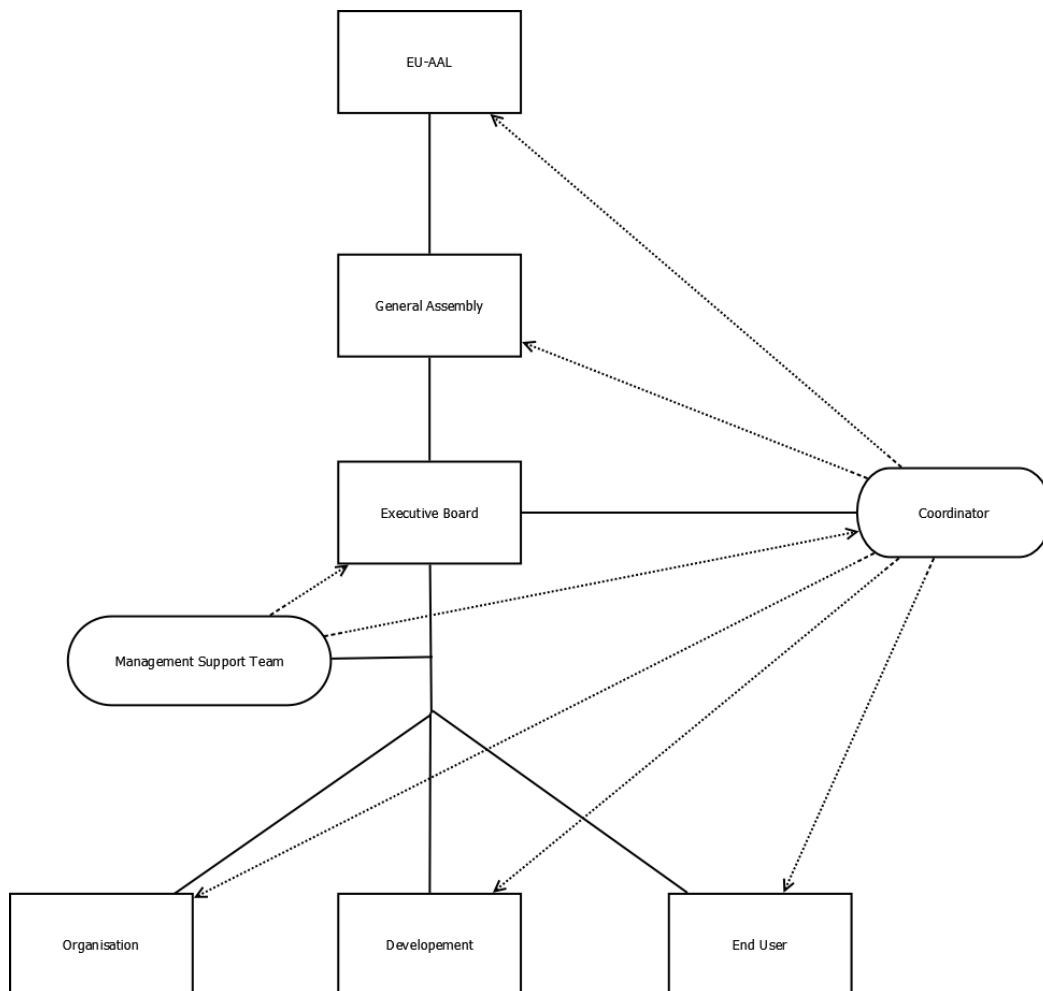 EU-AAL
General Assembly
Executive Board
Coordinator
Management Support Team
Organisation
Developement
End User